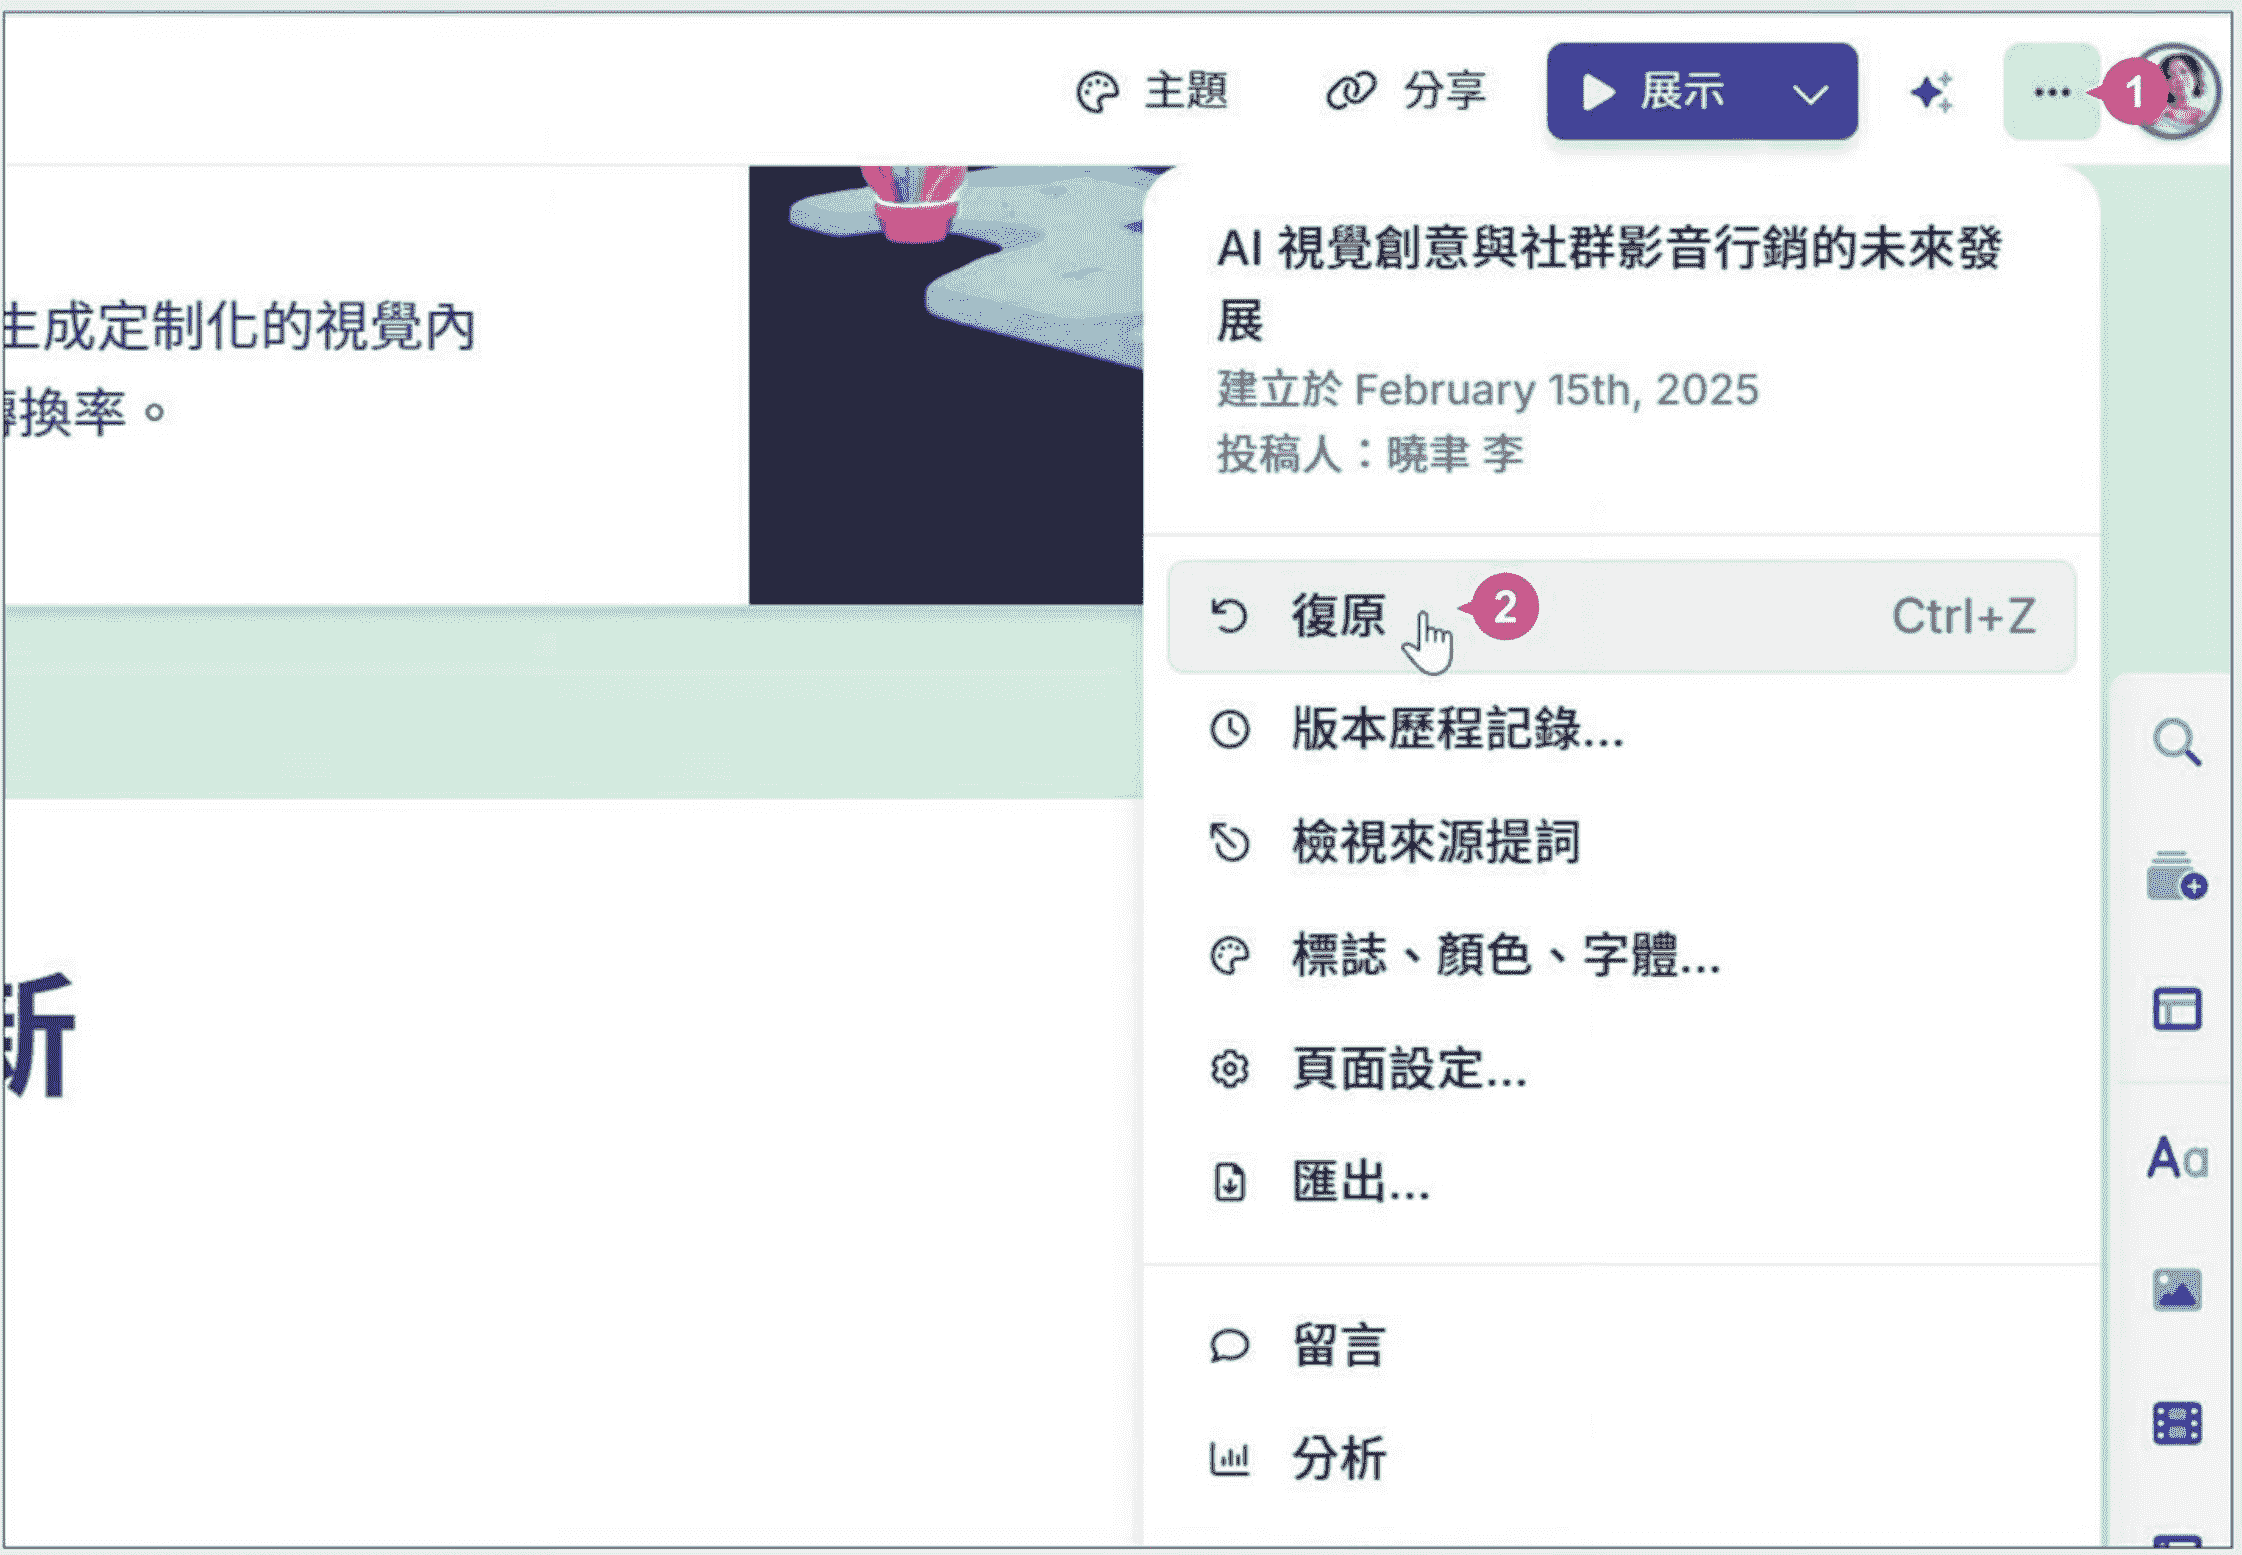 主題
分享
展示
1
AI 視覺創意與社群影音行銷的未來發
展
建立於 February 15th, 2025
投稿人：曉聿 李
生成定制化的視覺內
轉換率。
復原
2
Ctrl+Z
版本歷程記錄...
檢視來源提詞
標誌、顏色、字體...
頁面設定...
匯出...
新
Aa
留言
分析